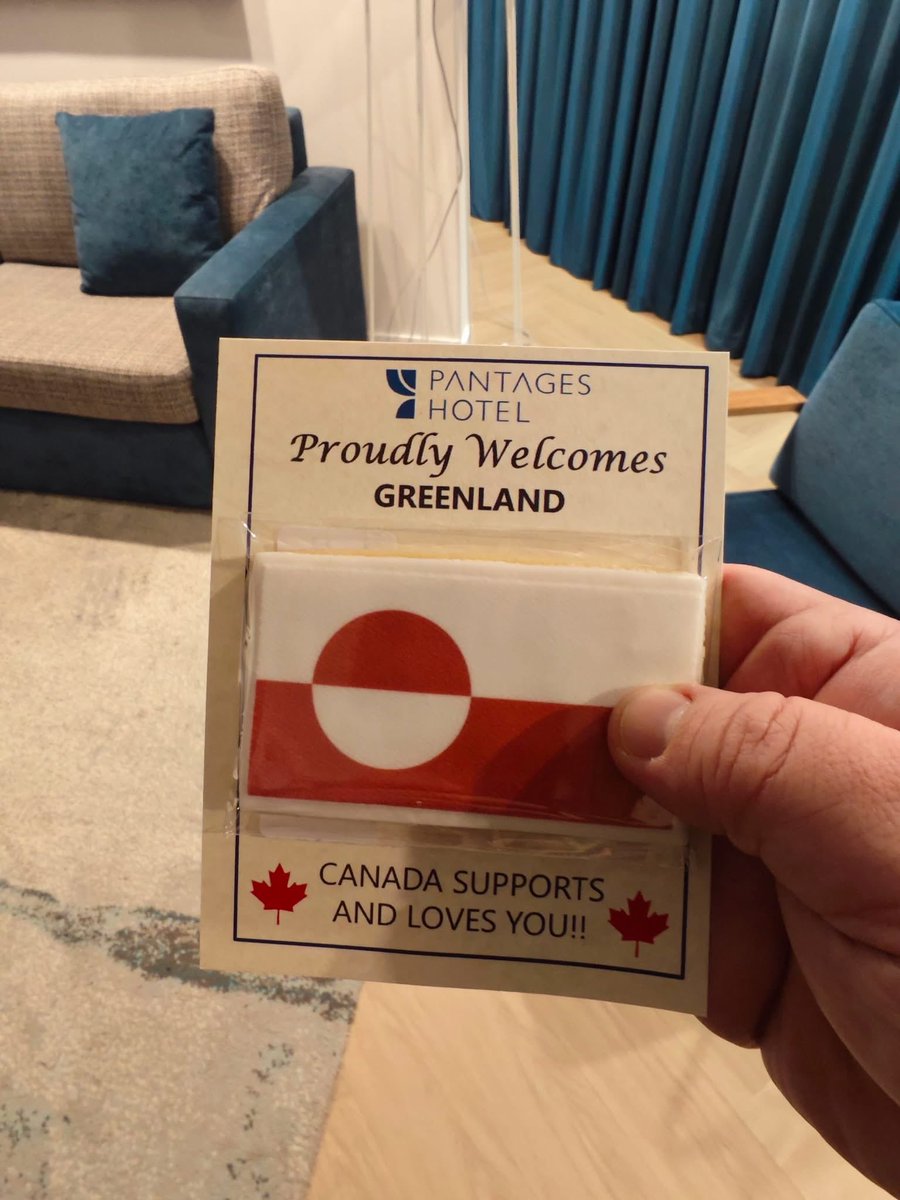 PANTAGES
HOTEL
Proudly Welcomes
GREENLAND
CANADA SUPPORTS
AND LOVES YOU!!